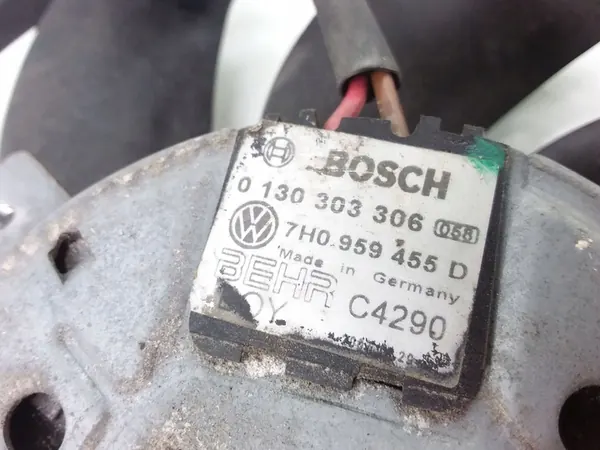 BOSCH
0 130 303 306 058
7H0 959 455 D
Made in Germany
BEHR
C4290